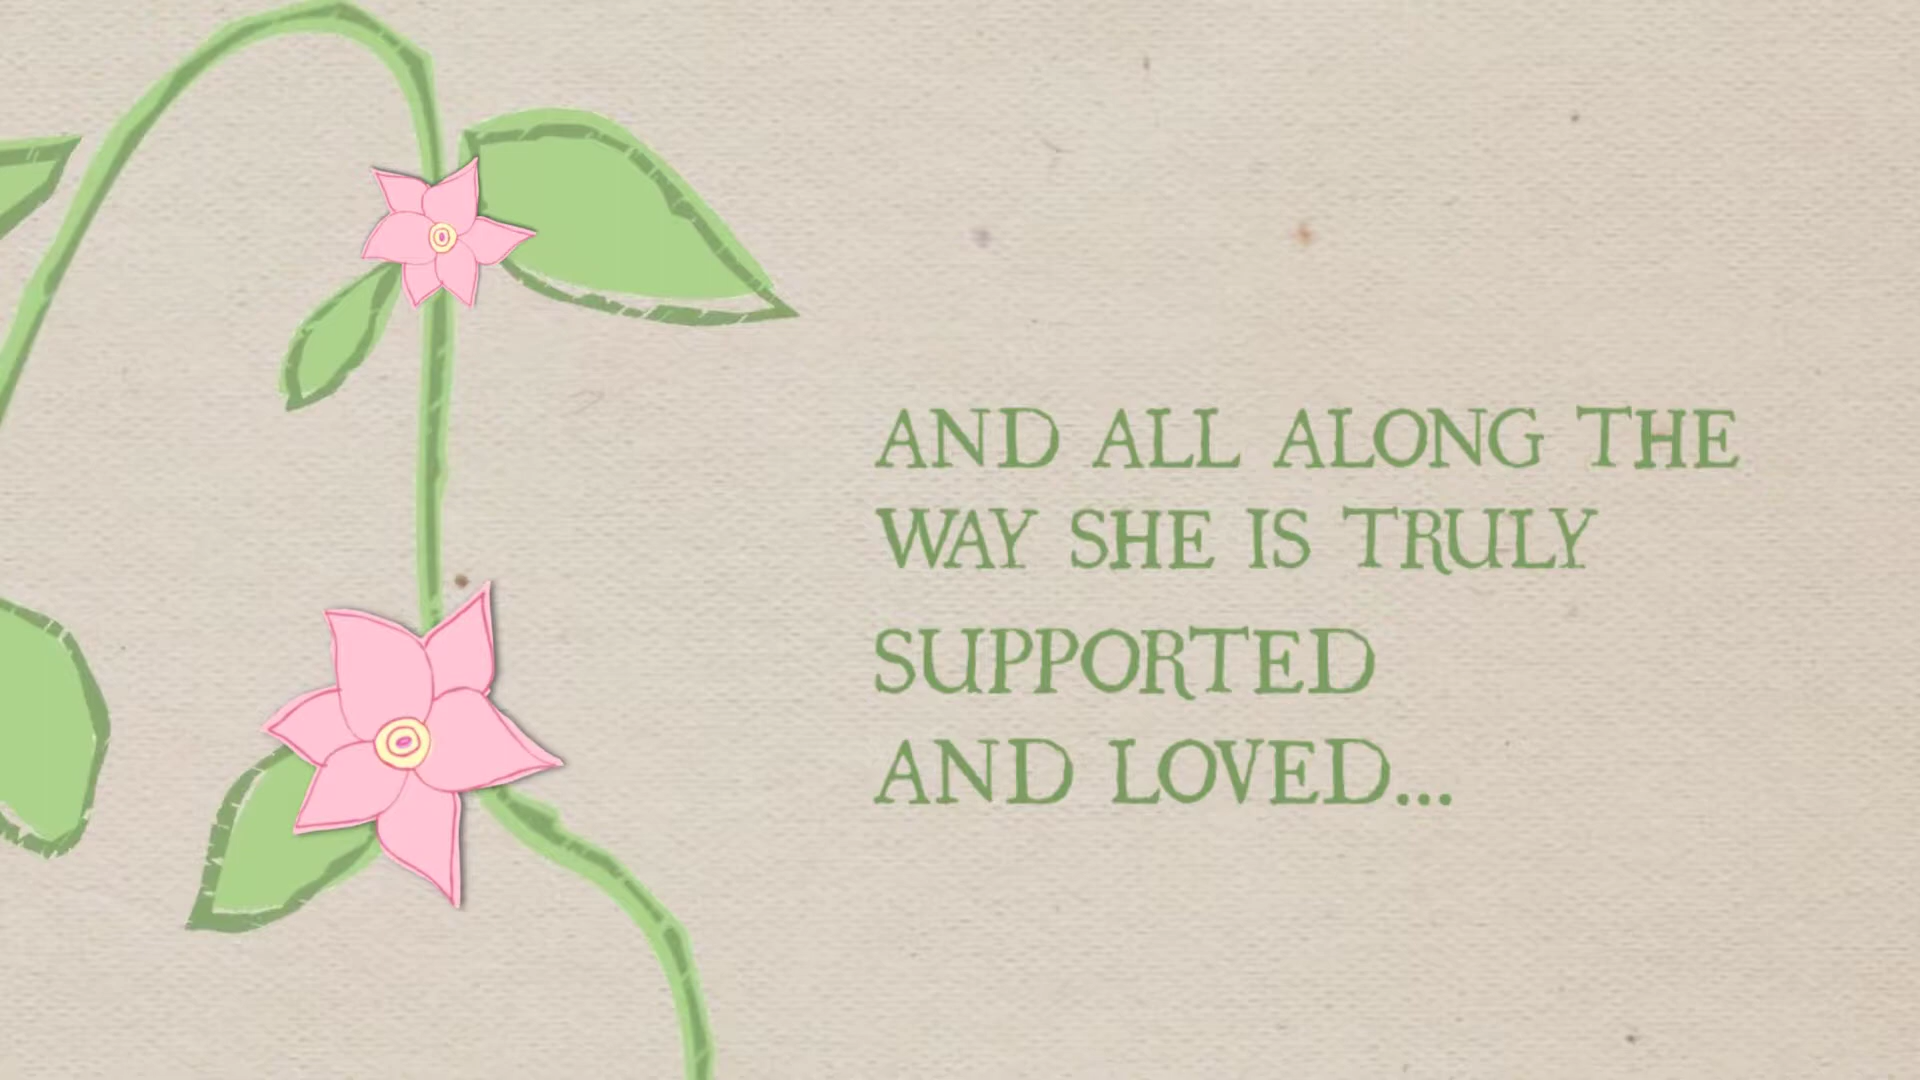 AND ALL ALONG THE
WAY SHE IS TRULY
SUPPORTED
AND LOVED...